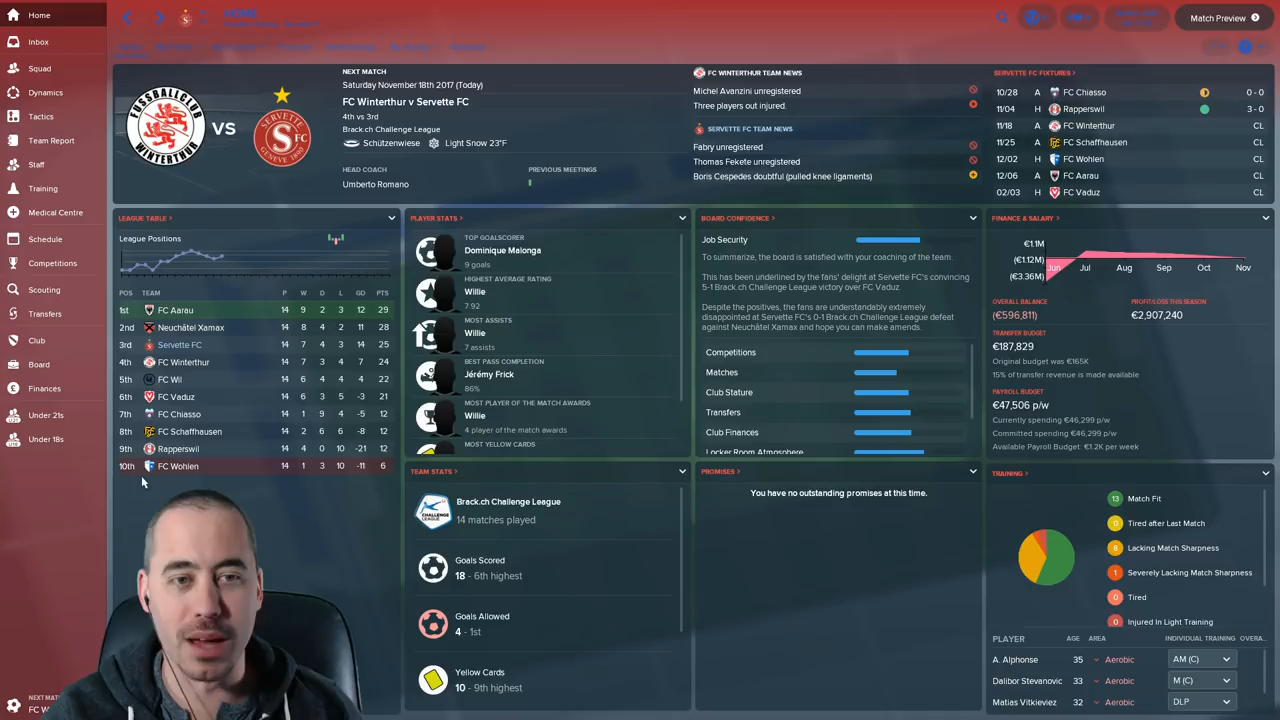 Home
HOME
Match Preview
Inbox
Squad
Dynamics
Tactics
Team Report
Staff
Training
Medical Centre
Schedule
Competitions
Scouting
Transfers
Club
Board
Finances
Under 21s
Under 18s
NEXT MAT
FC W
FUSSBALLCLUB
WINTERTHUR
VS
SERVETTE
FC
GENEVE 1890
NEXT MATCH
Saturday November 18th 2017 (Today)
FC Winterthur v Servette FC
4th vs 3rd
Brack.ch Challenge League
Schützenwiese
Light Snow 23°F
HEAD COACH
PREVIOUS MEETINGS
Umberto Romano
FC WINTERTHUR TEAM NEWS
Michel Avanzini unregistered
Three players out injured.
SERVETTE FC TEAM NEWS
Fabry unregistered
Thomas Fekete unregistered
Boris Cespedes doubtful (pulled knee ligaments)
SERVETTE FC FIXTURES >
10/28 A FC Chiasso 0 - 0
11/04 H Rapperswil 3 - 0
11/18 A FC Winterthur CL
11/25 A FC Schaffhausen CL
12/02 H FC Wohlen CL
12/06 A FC Aarau CL
02/03 H FC Vaduz CL
LEAGUE TABLE >
League Positions
POS TEAM P W D L GD PTS
1st FC Aarau 14 9 2 3 12 29
2nd Neuchâtel Xamax 14 8 4 2 11 28
3rd Servette FC 14 7 4 3 14 25
4th FC Winterthur 14 7 3 4 7 24
5th FC Wil 14 6 4 4 4 22
6th FC Vaduz 14 6 3 5 -3 21
7th FC Chiasso 14 1 9 4 -5 12
8th FC Schaffhausen 14 2 6 6 -8 12
9th Rapperswil 14 4 0 10 -21 12
10th FC Wohlen 14 1 3 10 -11 6
PLAYER STATS >
TOP GOALSCORER
Dominique Malonga
9 goals
HIGHEST AVERAGE RATING
Willie
7.92
MOST ASSISTS
Willie
7 assists
BEST PASS COMPLETION
Jérémy Frick
86%
MOST PLAYER OF THE MATCH AWARDS
Willie
4 player of the match awards
MOST YELLOW CARDS
BOARD CONFIDENCE >
Job Security
To summarize, the board is satisfied with your coaching of the team.
This has been underlined by the fans' delight at Servette FC's convincing
5-1 Brack.ch Challenge League victory over FC Vaduz.
Despite the positives, the fans are understandably extremely
disappointed at Servette FC's 0-1 Brack.ch Challenge League defeat
against Neuchâtel Xamax and hope you can make amends.
Competitions
Matches
Club Stature
Transfers
Club Finances
Locker Room Atmosphere
FINANCE & SALARY >
€1.1M
(€1.12M)
(€3.36M)
Jun Jul Aug Sep Oct Nov
OVERALL BALANCE
PROFIT/LOSS THIS SEASON
(€596,811)
€2,907,240
TRANSFER BUDGET
€187,829
Original budget was €165K
15% of transfer revenue is made available
PAYROLL BUDGET
€47,506 p/w
Currently spending €46,299 p/w
Committed spending €46,299 p/w
Available Payroll Budget: €1.2K per week
TEAM STATS >
CHALLENGE LEAGUE
Brack.ch Challenge League
14 matches played
Goals Scored
18 - 6th highest
Goals Allowed
4 - 1st
Yellow Cards
10 - 9th highest
PROMISES >
You have no outstanding promises at this time.
TRAINING >
13 Match Fit
0 Tired after Last Match
8 Lacking Match Sharpness
1 Severely Lacking Match Sharpness
0 Tired
0 Injured In Light Training
PLAYER AGE AREA INDIVIDUAL TRAINING OVERA...
A. Alphonse 35 Aerobic AM (C)
Dalibor Stevanovic 33 Aerobic M (C)
Matias Vitkieviez 32 Aerobic DLP